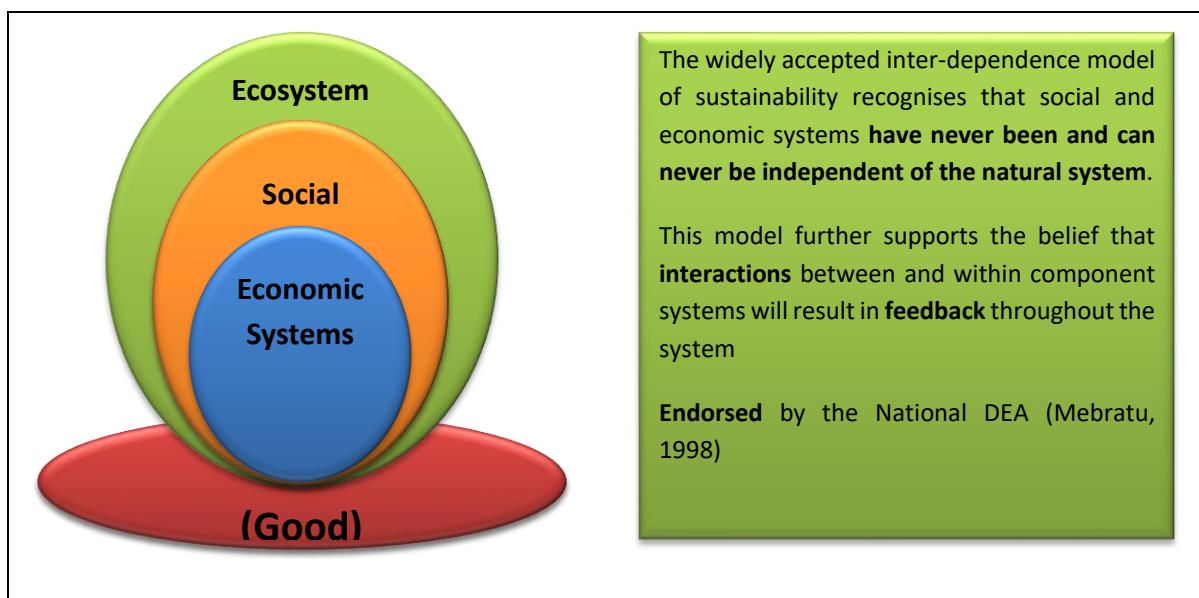 Ecosystem
Social
Economic
Systems
(Good)
The widely accepted inter-dependence model
of sustainability recognises that social and
economic systems have never been and can
never be independent of the natural system.
This model further supports the belief that
interactions between and within component
systems will result in feedback throughout the
system
Endorsed by the National DEA (Mebratu,
1998)